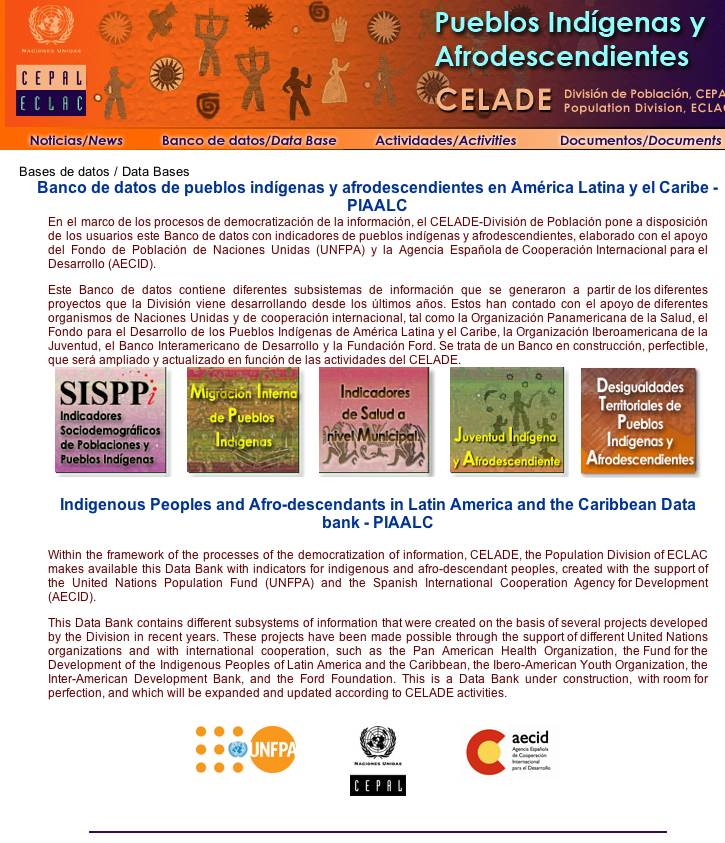 Pueblos Indígenas y
Afrodescendientes
NACIONES UNIDAS
CEPAL
ECLAC
CELADE
División de Población, CEPA
Population Division, ECLAC
Noticias/News
Banco de datos/Data Base
Actividades/Activities
Documentos/Documents
Bases de datos / Data Bases
Banco de datos de pueblos indígenas y afrodescendientes en América Latina y el Caribe -
PIAALC
En el marco de los procesos de democratización de la información, el CELADE-División de Población pone a disposición
de los usuarios este Banco de datos con indicadores de pueblos indígenas y afrodescendientes, elaborado con el apoyo
del Fondo de Población de Naciones Unidas (UNFPA) y la Agencia Española de Cooperación Internacional para el
Desarrollo (AECID).
Este Banco de datos contiene diferentes subsistemas de información que se generaron a partir de los diferentes
proyectos que la División viene desarrollando desde los últimos años. Estos han contado con el apoyo de diferentes
organismos de Naciones Unidas y de cooperación internacional, tal como la Organización Panamericana de la Salud, el
Fondo para el Desarrollo de los Pueblos Indígenas de América Latina y el Caribe, la Organización Iberoamericana de la
Juventud, el Banco Interamericano de Desarrollo y la Fundación Ford. Se trata de un Banco en construcción, perfectible,
que será ampliado y actualizado en función de las actividades del CELADE.
SISPPi
Indicadores
Sociodemográficos
de Poblaciones y
Pueblos Indígenas
Migración Interna
de Pueblos
Indígenas
Indicadores
de Salud a
nivel Municipal
Juventud Indígena
y Afrodescendiente
Desigualdades
Territoriales de
Pueblos
Indígenas y
Afrodescendientes
Indigenous Peoples and Afro-descendants in Latin America and the Caribbean Data
bank - PIAALC
Within the framework of the processes of the democratization of information, CELADE, the Population Division of ECLAC
makes available this Data Bank with indicators for indigenous and afro-descendant peoples, created with the support of
the United Nations Population Fund (UNFPA) and the Spanish International Cooperation Agency for Development
(AECID).
This Data Bank contains different subsystems of information that were created on the basis of several projects developed
by the Division in recent years. These projects have been made possible through the support of different United Nations
organizations and with international cooperation, such as the Pan American Health Organization, the Fund for the
Development of the Indigenous Peoples of Latin America and the Caribbean, the Ibero-American Youth Organization, the
Inter-American Development Bank, and the Ford Foundation. This is a Data Bank under construction, with room for
perfection, and which will be expanded and updated according to CELADE activities.
UNFPA
NACIONES UNIDAS
CEPAL
aecid
Agencia Española
de Cooperación
Internacional
para el Desarrollo